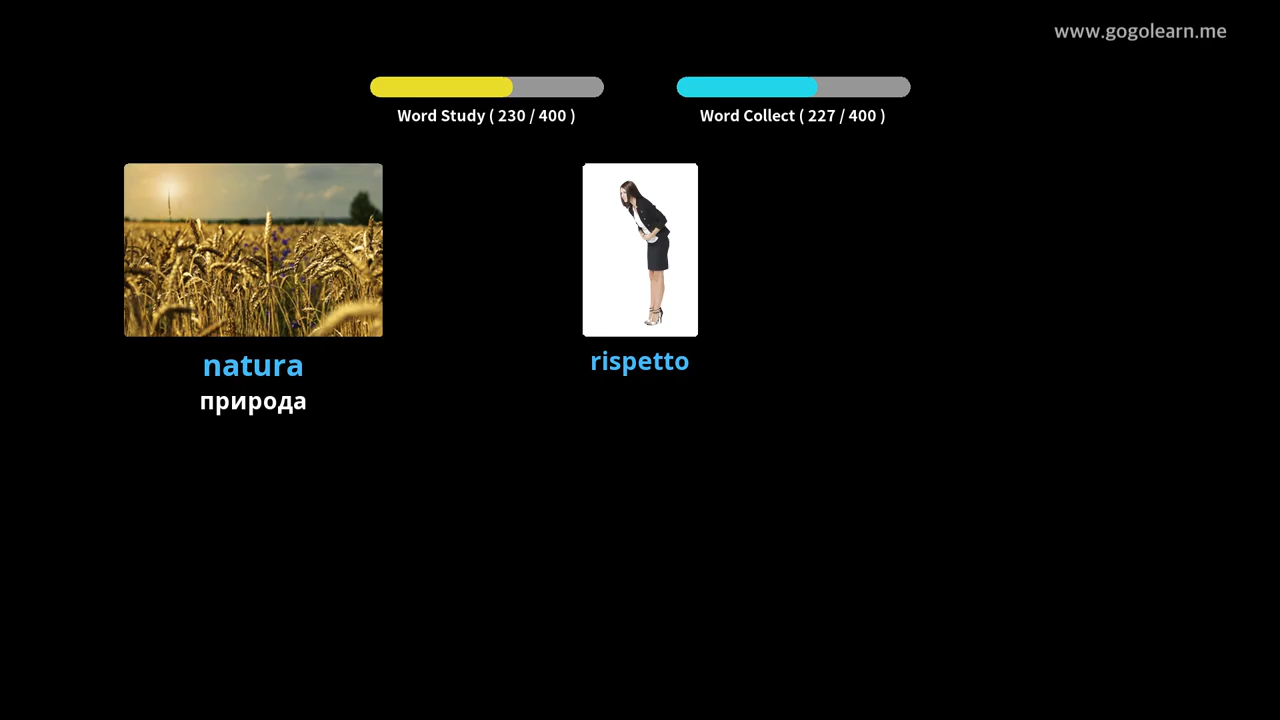 www.gogolearn.me
Word Study ( 230 / 400 )
Word Collect ( 227 / 400 )
natura
природа
rispetto